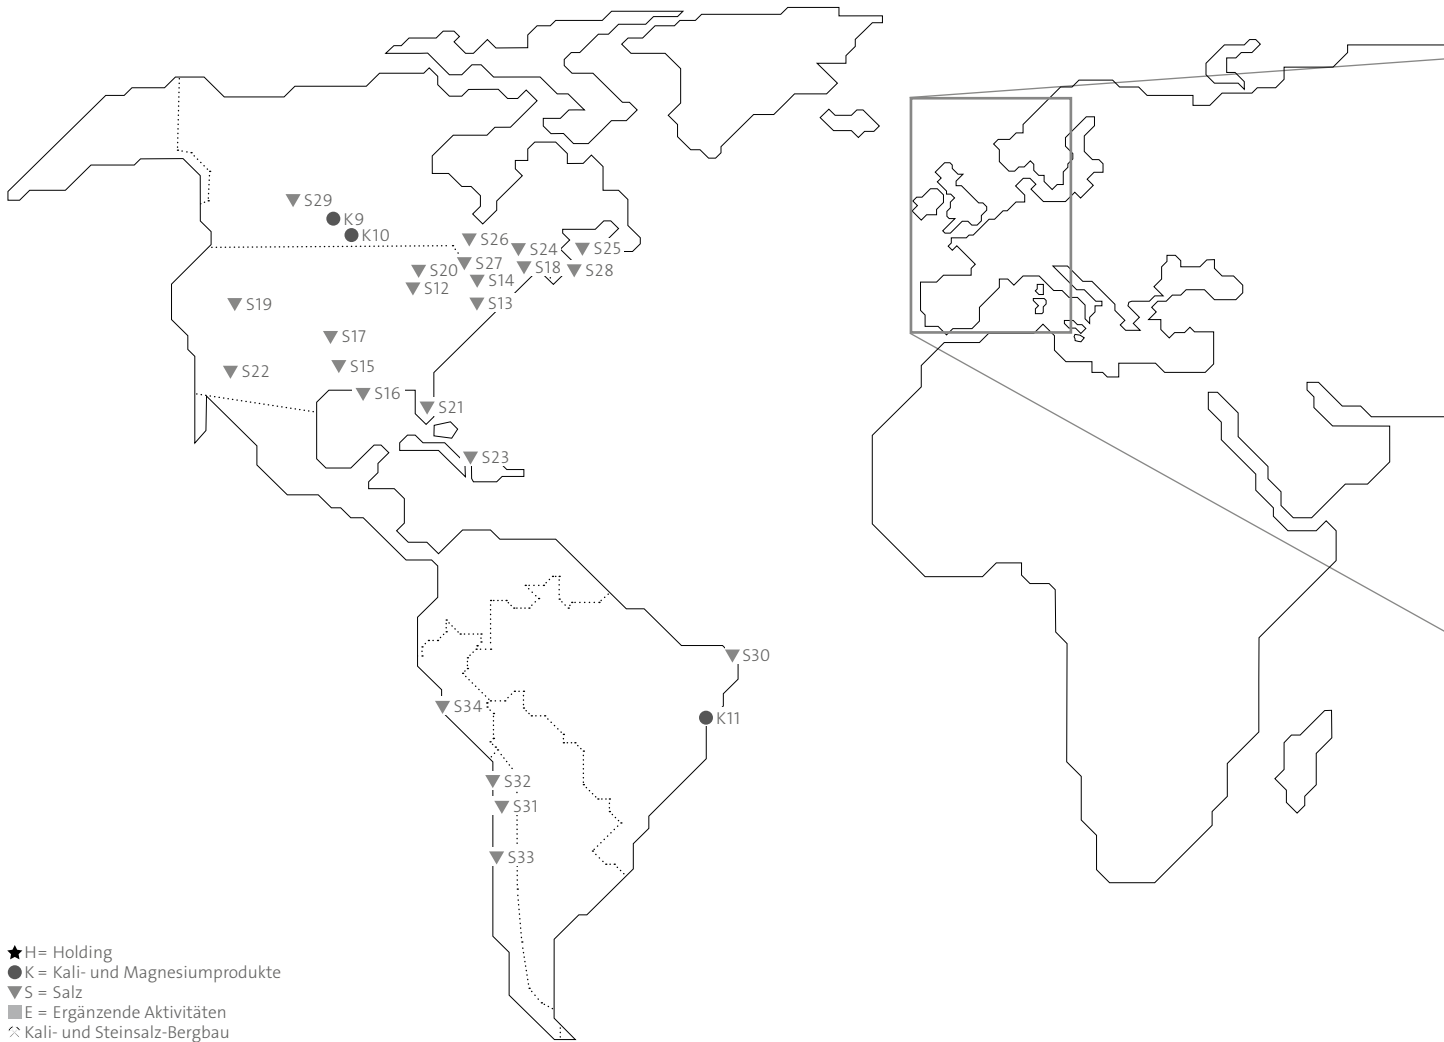 S29
K9
K10
S26
S24
S25
S27
S18
S28
S20
S14
S12
S19
S13
S17
S15
S22
S16
S21
S23
S30
S34
K11
S32
S31
S33
H= Holding
K = Kali- und Magnesiumprodukte
S = Salz
E = Ergänzende Aktivitäten
Kali- und Steinsalz-Bergbau